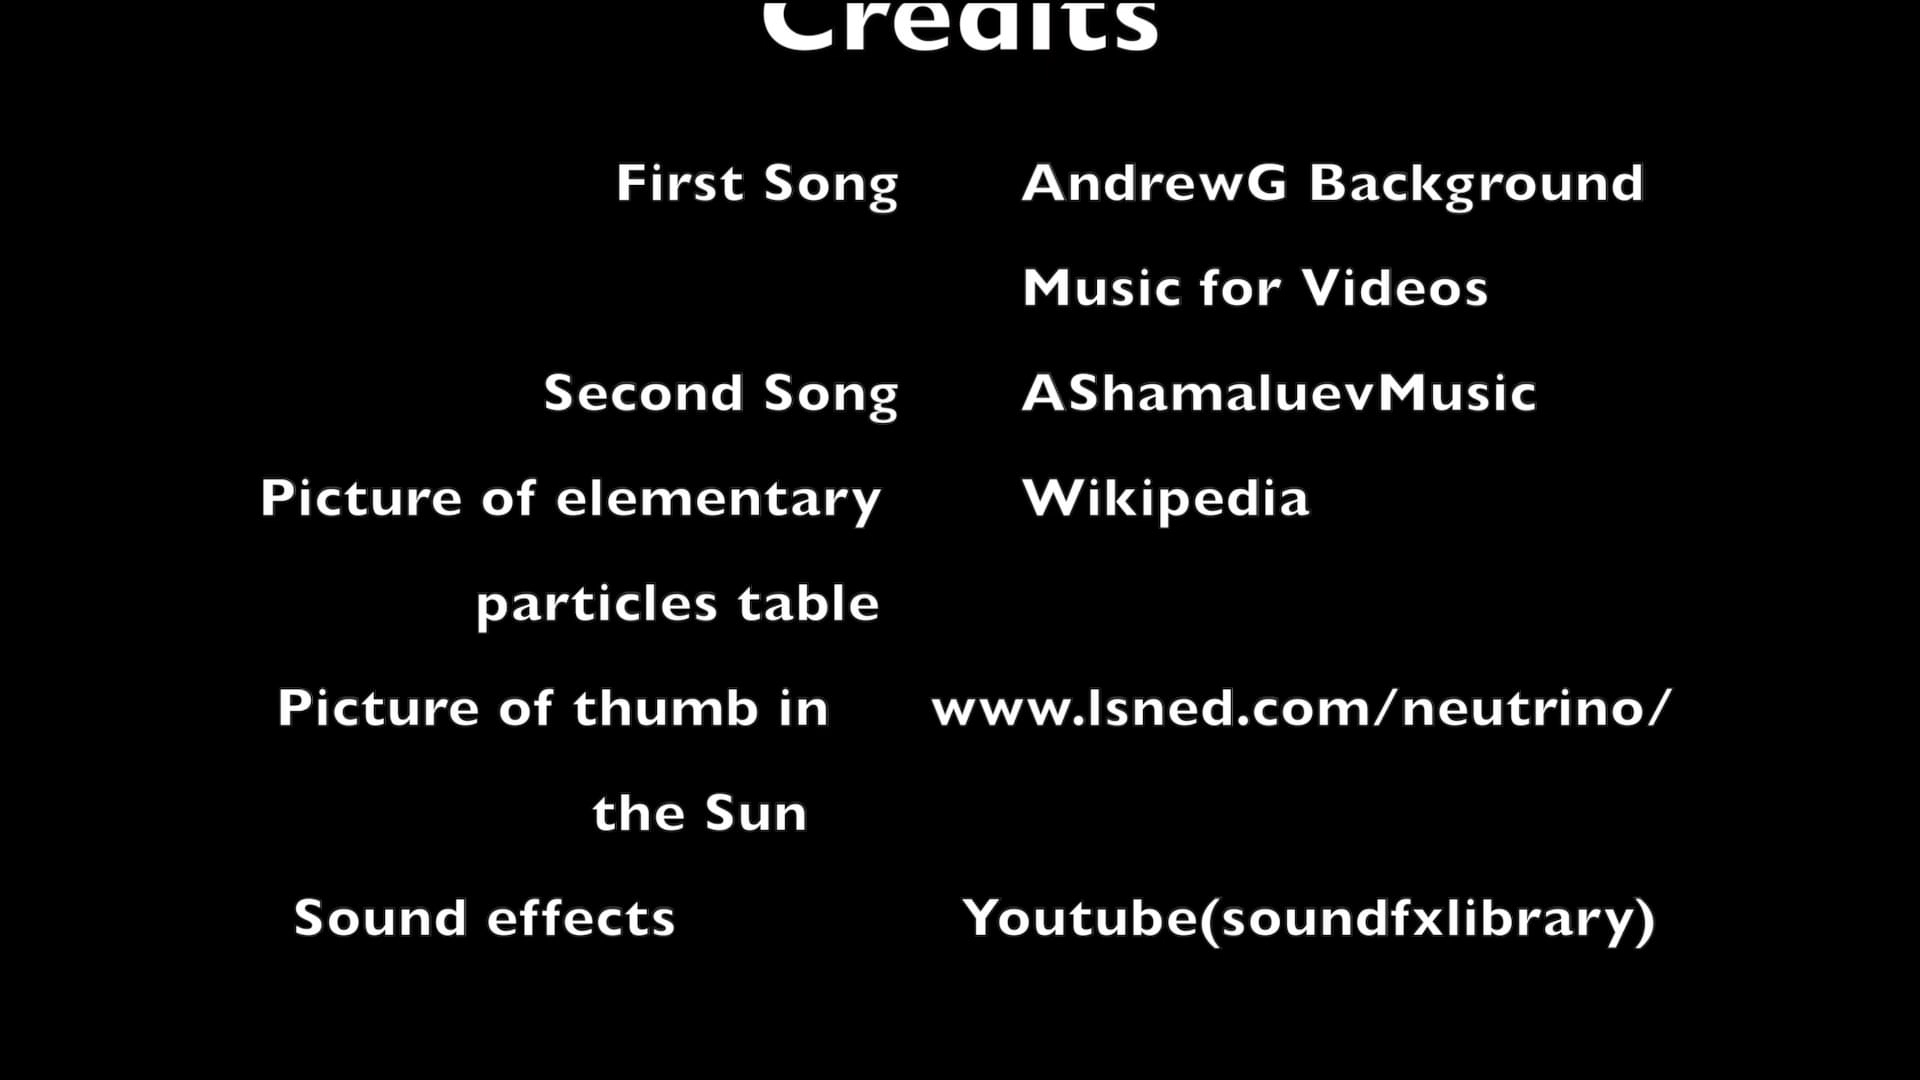 Credits
First Song AndrewG Background
Music for Videos
Second Song AShamaluevMusic
Picture of elementary Wikipedia
particles table
Picture of thumb in www.lsned.com/neutrino/
the Sun
Sound effects Youtube(soundfxlibrary)